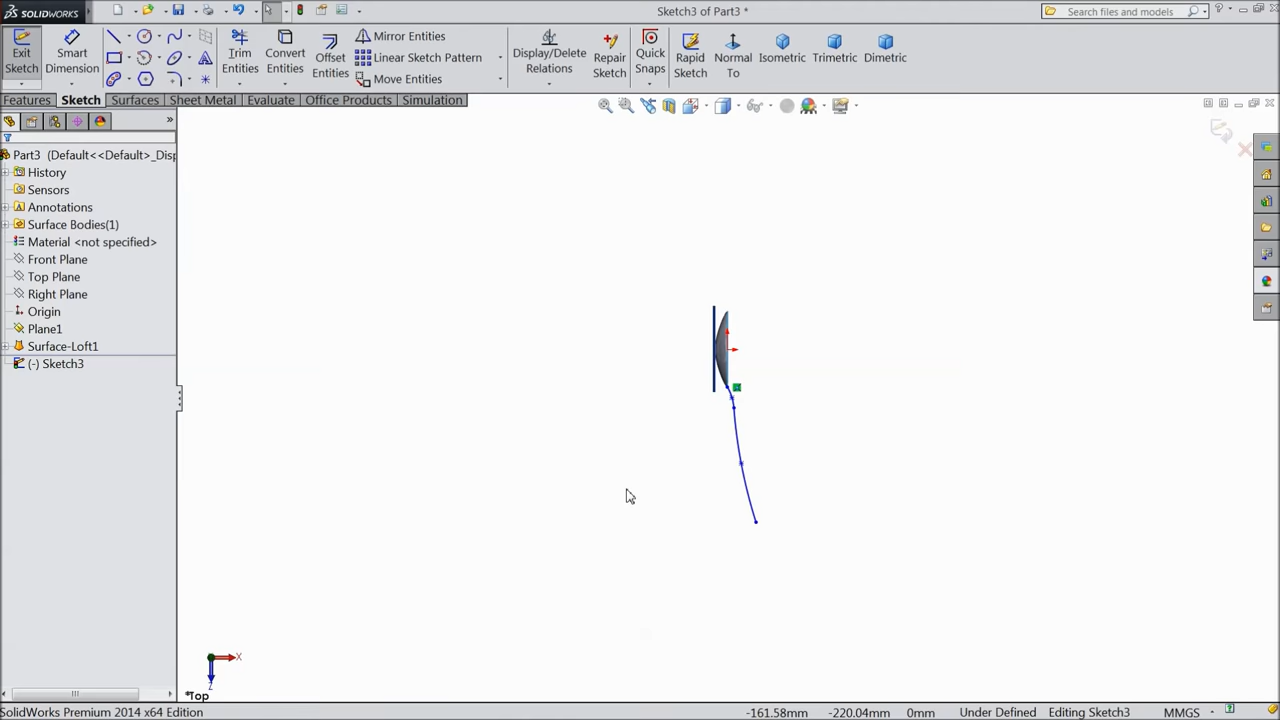 SOLIDWORKS
Sketch3 of Part3 *
Search files and models
Exit Sketch
Smart Dimension
Trim Entities
Convert Entities
Offset Entities
Mirror Entities
Linear Sketch Pattern
Move Entities
Display/Delete Relations
Repair Sketch
Quick Snaps
Rapid Sketch
Normal To
Isometric
Trimetric
Dimetric
Features
Sketch
Surfaces
Sheet Metal
Evaluate
Office Products
Simulation
Part3 (Default<<Default>_Disp
History
Sensors
Annotations
Surface Bodies(1)
Material <not specified>
Front Plane
Top Plane
Right Plane
Origin
Plane1
Surface-Loft1
(-) Sketch3
X
Z
*Top
SolidWorks Premium 2014 x64 Edition
-161.58mm
-220.04mm
0mm
Under Defined
Editing Sketch3
MMGS